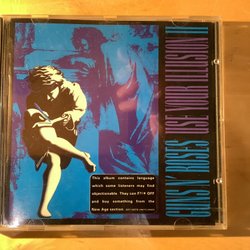 GUNS N' ROSES USE YOUR ILLUSION II
This album contains language
which some listeners may find
objectionable. They can F?!* OFF
and buy something from the
New Age section.